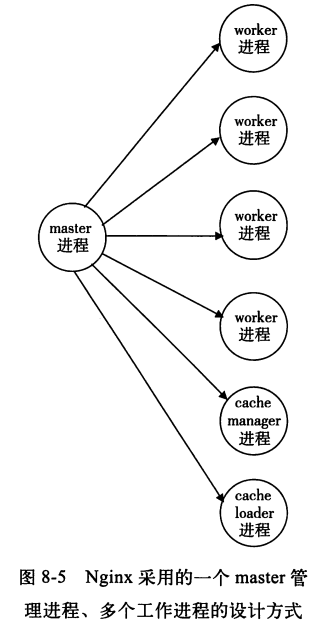 worker
进程
worker
进程
worker
进程
master
进程
worker
进程
cache
manager
进程
cache
loader
进程
图 8-5 Nginx 采用的一个 master 管
理进程、多个工作进程的设计方式